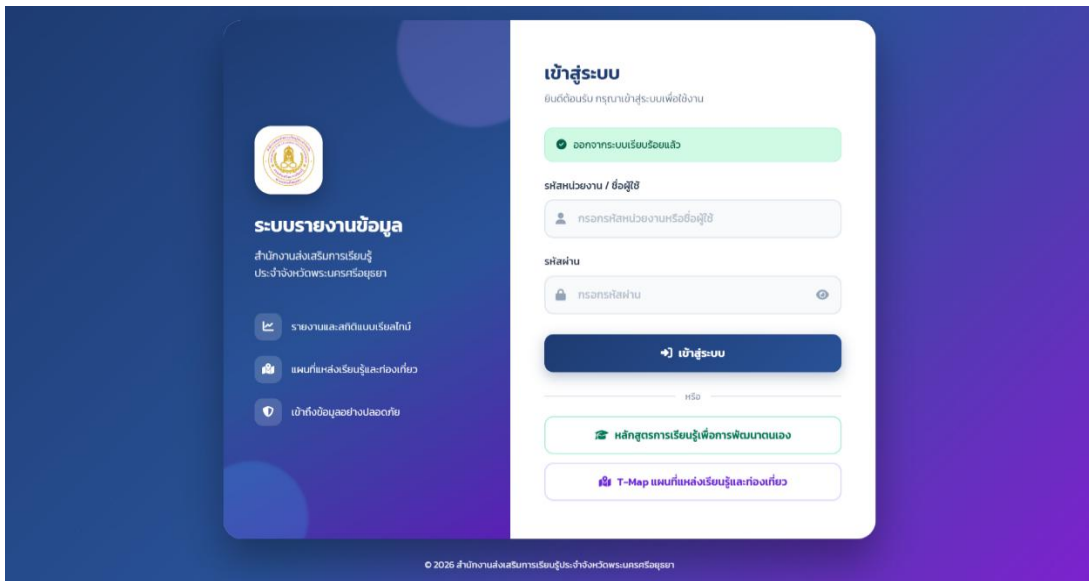 ระบบรายงานข้อมูล
สำนักงานส่งเสริมการเรียนรู้
ประจำจังหวัดพระนครศรีอยุธยา
รายงานและสถิติแบบเรียลไทม์
แผนที่แหล่งเรียนรู้และท่องเที่ยว
เข้าถึงข้อมูลอย่างปลอดภัย
เข้าสู่ระบบ
ยินดีต้อนรับ กรุณาเข้าสู่ระบบเพื่อใช้งาน
ออกจากระบบเรียบร้อยแล้ว
รหัสหน่วยงาน / ชื่อผู้ใช้
กรอกรหัสหน่วยงานหรือชื่อผู้ใช้
รหัสผ่าน
กรอกรหัสผ่าน
เข้าสู่ระบบ
หรือ
หลักสูตรการเรียนรู้เพื่อการพัฒนาตนเอง
T-Map แผนที่แหล่งเรียนรู้และท่องเที่ยว
© 2026 สำนักงานส่งเสริมการเรียนรู้ประจำจังหวัดพระนครศรีอยุธยา